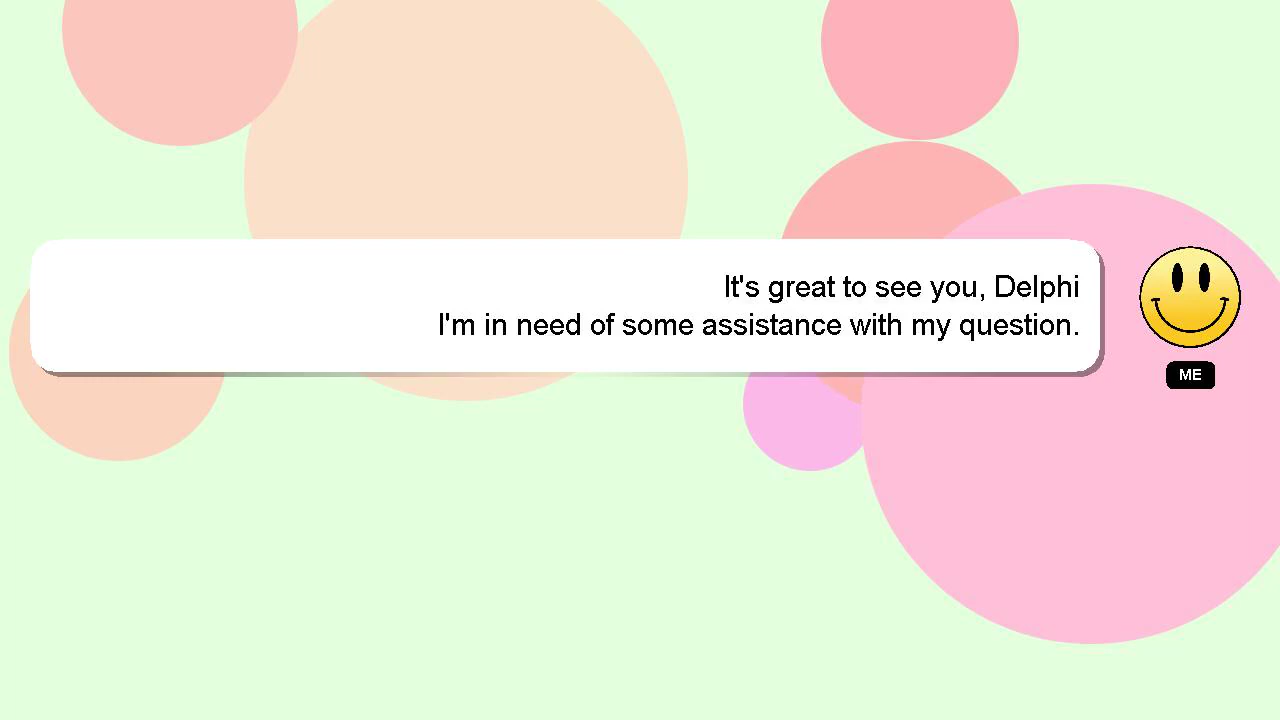 It's great to see you, Delphi
I'm in need of some assistance with my question.
ME